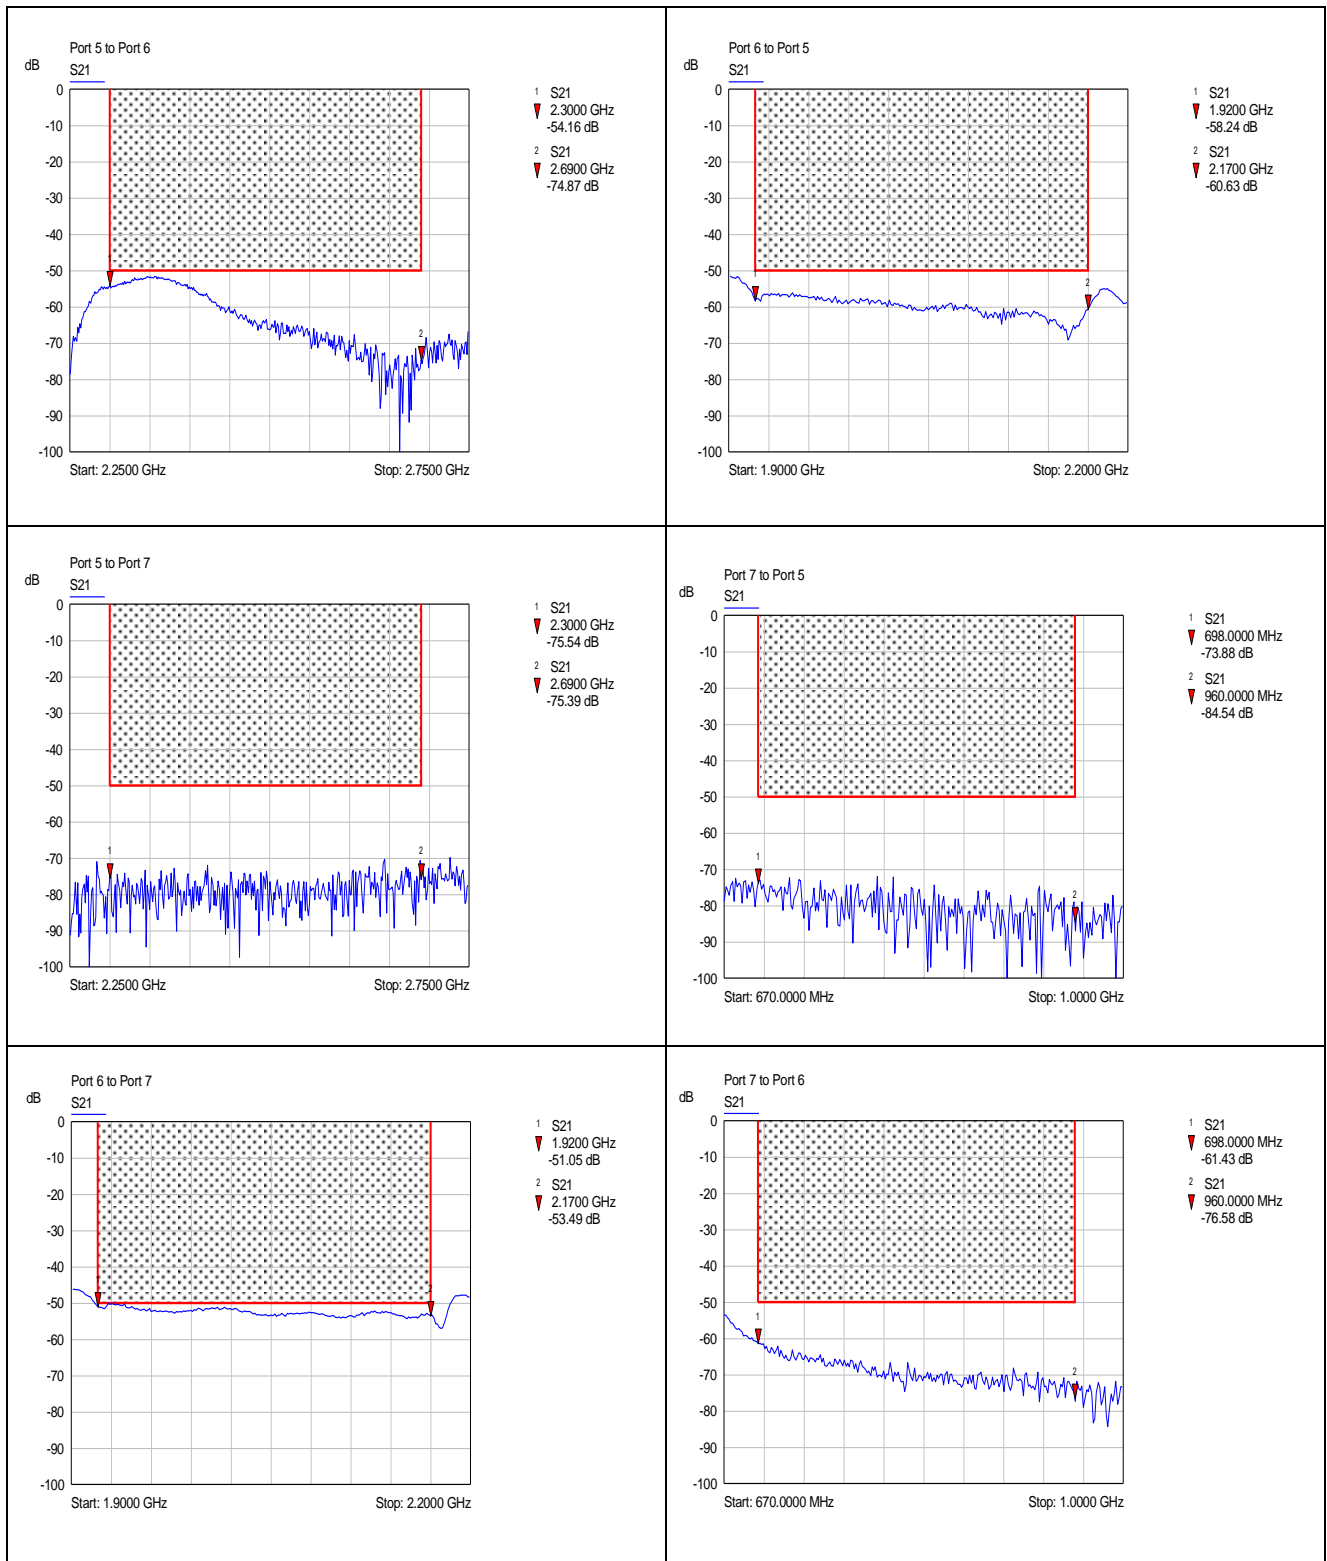 Port 5 to Port 6
dB
S21
0
-10
-20
-30
-40
-50
-60
-70
-80
-90
-100
1
2
1 S21
2.3000 GHz
-54.16 dB
2 S21
2.6900 GHz
-74.87 dB
Start: 2.2500 GHz Stop: 2.7500 GHz
Port 6 to Port 5
dB
S21
0
-10
-20
-30
-40
-50
-60
-70
-80
-90
-100
1
2
1 S21
1.9200 GHz
-58.24 dB
2 S21
2.1700 GHz
-60.63 dB
Start: 1.9000 GHz Stop: 2.2000 GHz
Port 5 to Port 7
dB
S21
0
-10
-20
-30
-40
-50
-60
-70
-80
-90
-100
1
2
1 S21
2.3000 GHz
-75.54 dB
2 S21
2.6900 GHz
-75.39 dB
Start: 2.2500 GHz Stop: 2.7500 GHz
Port 7 to Port 5
dB
S21
0
-10
-20
-30
-40
-50
-60
-70
-80
-90
-100
1
2
1 S21
698.0000 MHz
-73.88 dB
2 S21
960.0000 MHz
-84.54 dB
Start: 670.0000 MHz Stop: 1.0000 GHz
Port 6 to Port 7
dB
S21
0
-10
-20
-30
-40
-50
-60
-70
-80
-90
-100
2
1 S21
1.9200 GHz
-51.05 dB
2 S21
2.1700 GHz
-53.49 dB
Start: 1.9000 GHz Stop: 2.2000 GHz
Port 7 to Port 6
dB
S21
0
-10
-20
-30
-40
-50
-60
-70
-80
-90
-100
1
2
1 S21
698.0000 MHz
-61.43 dB
2 S21
960.0000 MHz
-76.58 dB
Start: 670.0000 MHz Stop: 1.0000 GHz